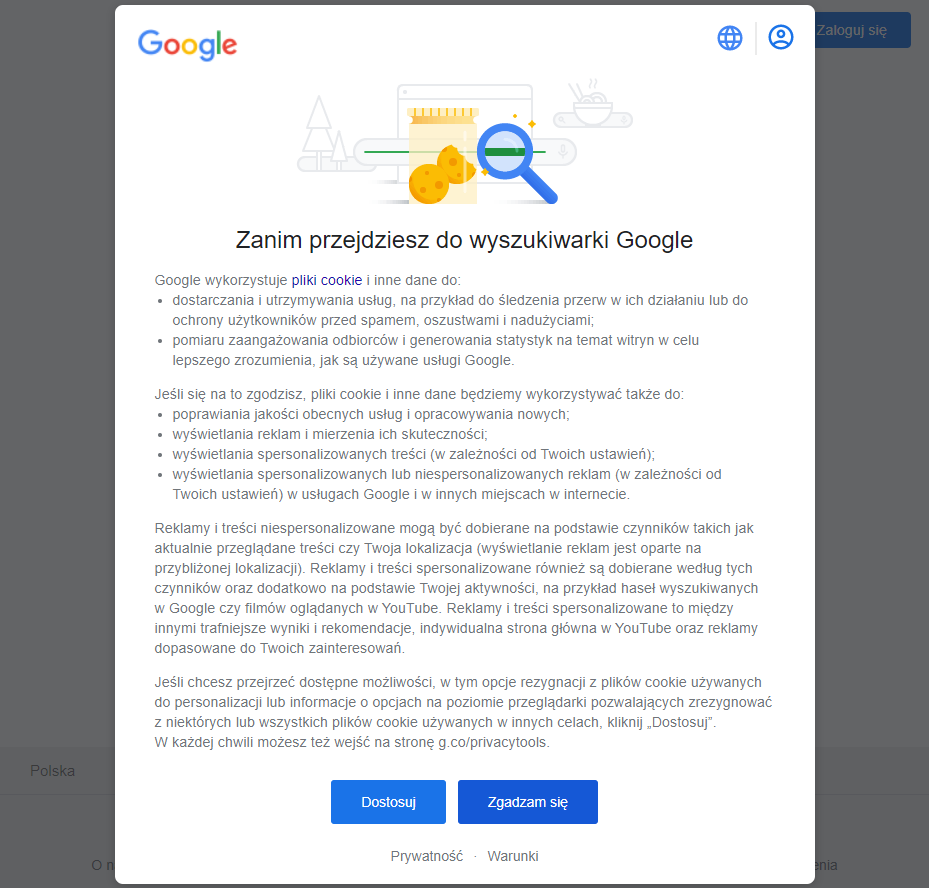 Google
Zaloguj się
Zanim przejdziesz do wyszukiwarki Google
Google wykorzystuje pliki cookie i inne dane do:
dostarczania i utrzymywania usług, na przykład do śledzenia przerw w ich działaniu lub do
ochrony użytkowników przed spamem, oszustwami i nadużyciami;
pomiaru zaangażowania odbiorców i generowania statystyk na temat witryn w celu
lepszego zrozumienia, jak są używane usługi Google.
Jeśli się na to zgodzisz, pliki cookie i inne dane będziemy wykorzystywać także do:
poprawiania jakości obecnych usług i opracowywania nowych;
wyświetlania reklam i mierzenia ich skuteczności;
wyświetlania spersonalizowanych treści (w zależności od Twoich ustawień);
wyświetlania spersonalizowanych lub niespersonalizowanych reklam (w zależności od
Twoich ustawień) w usługach Google i w innych miejscach w internecie.
Reklamy i treści niespersonalizowane mogą być dobierane na podstawie czynników takich jak
aktualnie przeglądane treści czy Twoja lokalizacja (wyświetlanie reklam jest oparte na
przybliżonej lokalizacji). Reklamy i treści spersonalizowane również są dobierane według tych
czynników oraz dodatkowo na podstawie Twojej aktywności, na przykład haseł wyszukiwanych
w Google czy filmów oglądanych w YouTube. Reklamy i treści spersonalizowane to między
innymi trafniejsze wyniki i rekomendacje, indywidualna strona główna w YouTube oraz reklamy
dopasowane do Twoich zainteresowań.
Jeśli chcesz przejrzeć dostępne możliwości, w tym opcje rezygnacji z plików cookie używanych
do personalizacji lub informacje o opcjach na poziomie przeglądarki pozwalających zrezygnować
z niektórych lub wszystkich plików cookie używanych w innych celach, kliknij „Dostosuj”.
W każdej chwili możesz też wejść na stronę g.co/privacytools.
Polska
Dostosuj
Zgadzam się
Prywatność · Warunki